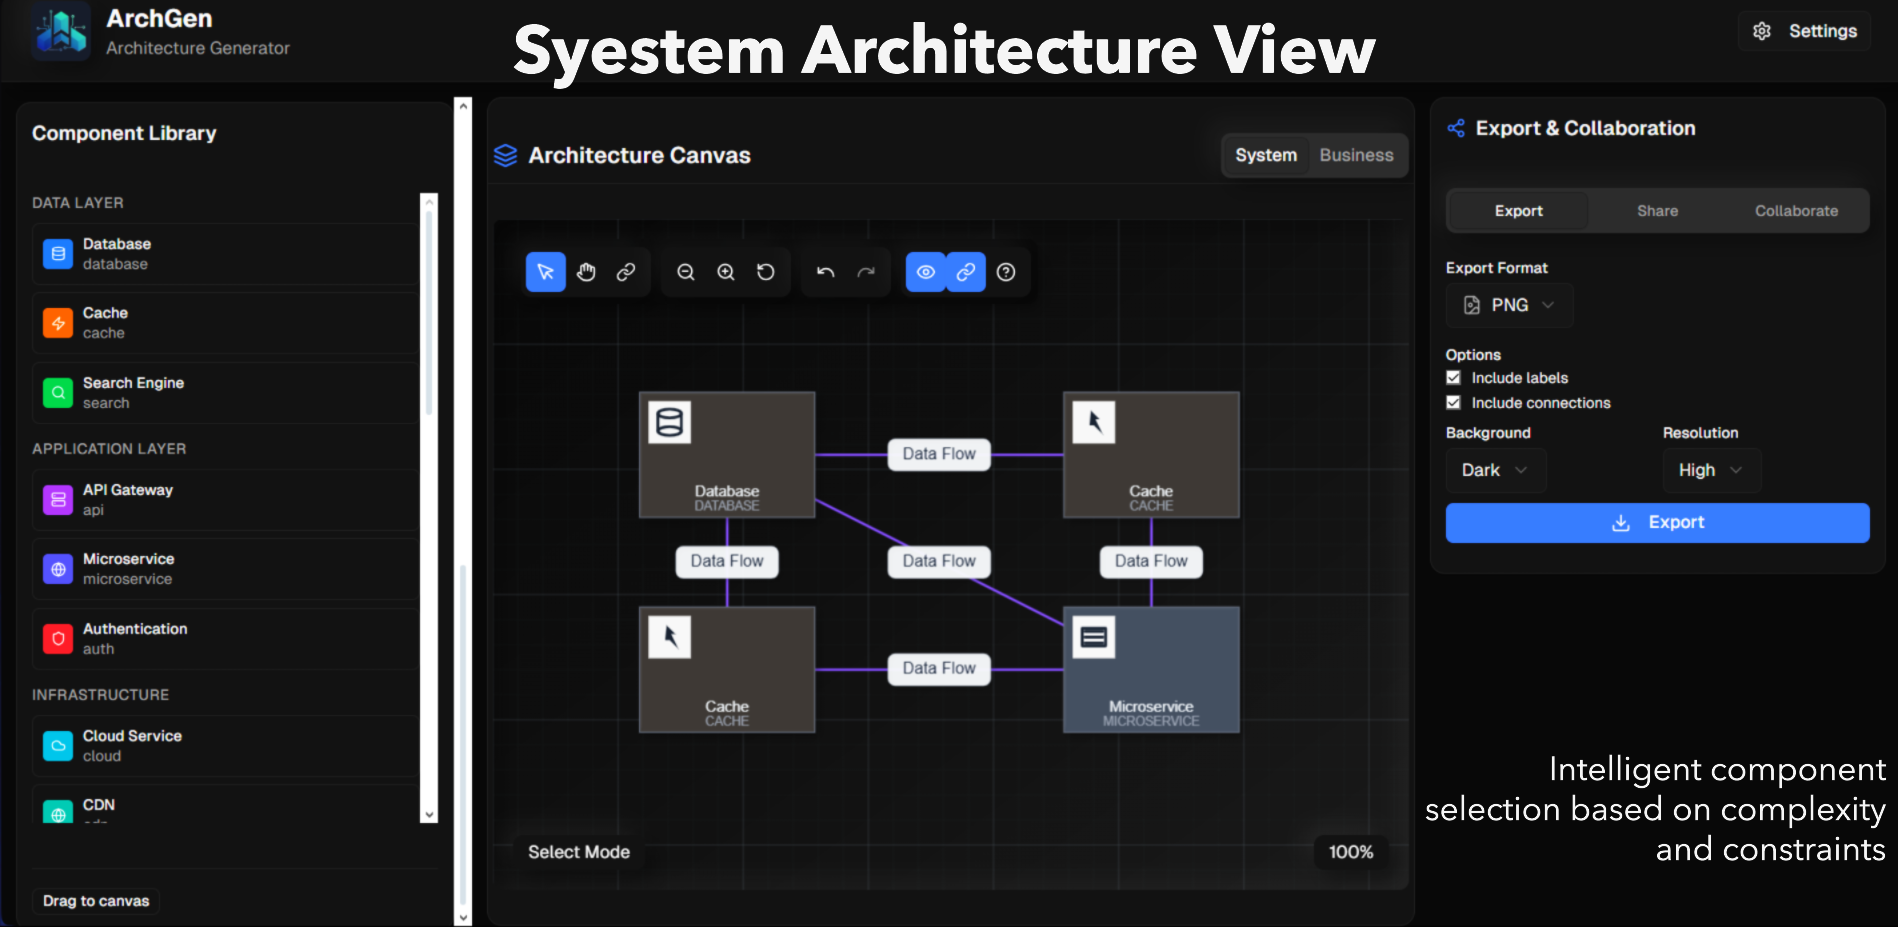 ArchGen
Architecture Generator
Syestem Architecture View
Settings
Component Library
DATA LAYER
Database
database
Cache
cache
Search Engine
search
APPLICATION LAYER
API Gateway
api
Microservice
microservice
Authentication
auth
INFRASTRUCTURE
Cloud Service
cloud
CDN
Drag to canvas
Architecture Canvas
System Business
Database
DATABASE
Data Flow
Cache
CACHE
Data Flow
Data Flow
Data Flow
Cache
CACHE
Data Flow
Microservice
MICROSERVICE
Select Mode
100%
Export & Collaboration
Export Share Collaborate
Export Format
PNG
Options
Include labels
Include connections
Background Resolution
Dark High
Export
Intelligent component
selection based on complexity
and constraints